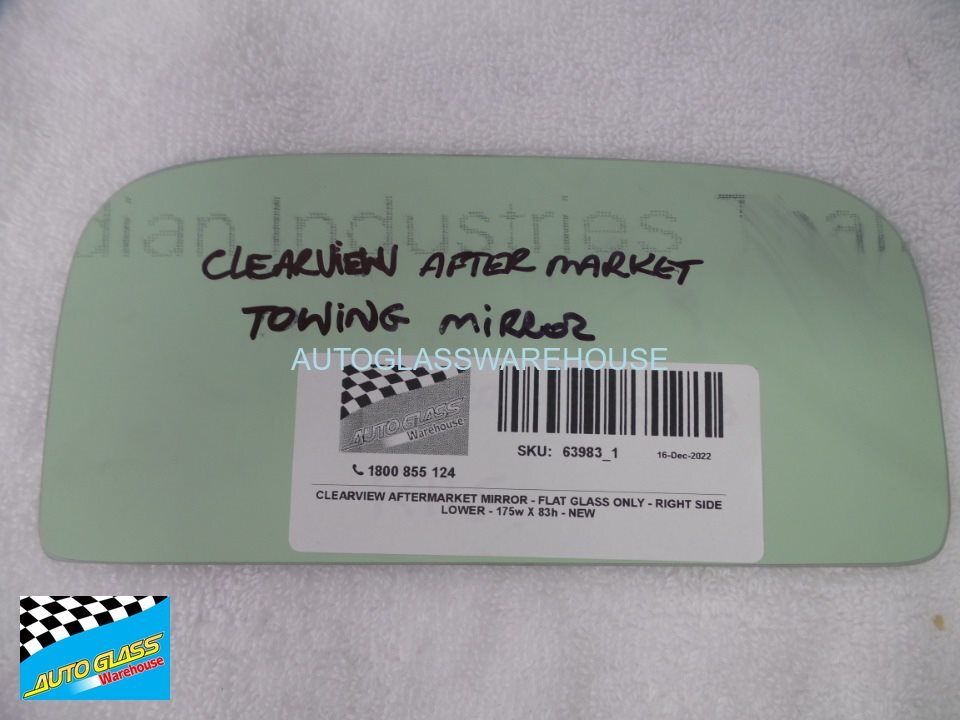 dian Industries
CLEARVIEW AFTER MARKET
TOWING MIRROR
AUTOGLASSWAREHOUSE
AUTO GLASS
Warehouse
1800 855 124
SKU: 63983_1
16-Dec-2022
CLEARVIEW AFTERMARKET MIRROR - FLAT GLASS ONLY - RIGHT SIDE
LOWER - 175w X 83h - NEW
AUTO GLASS
Warehouse